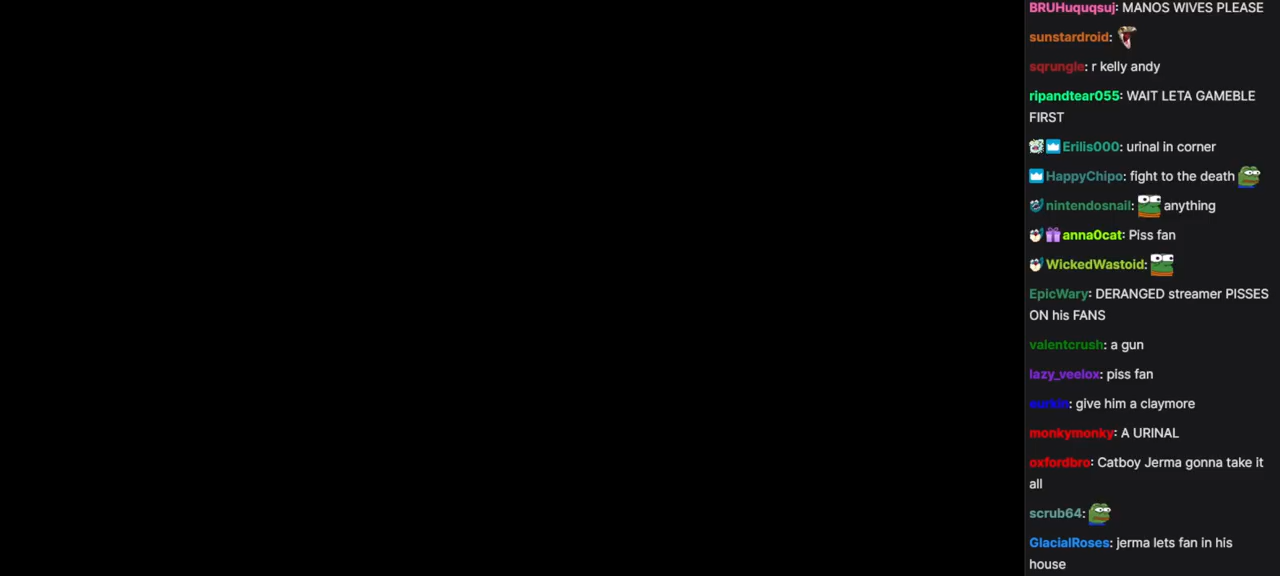 BRUHuquqsuj: MANOS WIVES PLEASE
sunstardroid:
sqrungle: r kelly andy
ripandtear055: WAIT LETA GAMEBLE
FIRST
Erilis000: urinal in corner
HappyChipo: fight to the death
nintendosnail: anything
anna0cat: Piss fan
WickedWastoid:
EpicWary: DERANGED streamer PISSES
ON his FANS
valentcrush: a gun
lazy_veelox: piss fan
: give him a claymore
monkymonky: A URINAL
oxfordbro: Catboy Jerma gonna take it
all
scrub64:
GlacialRoses: jerma lets fan in his
house